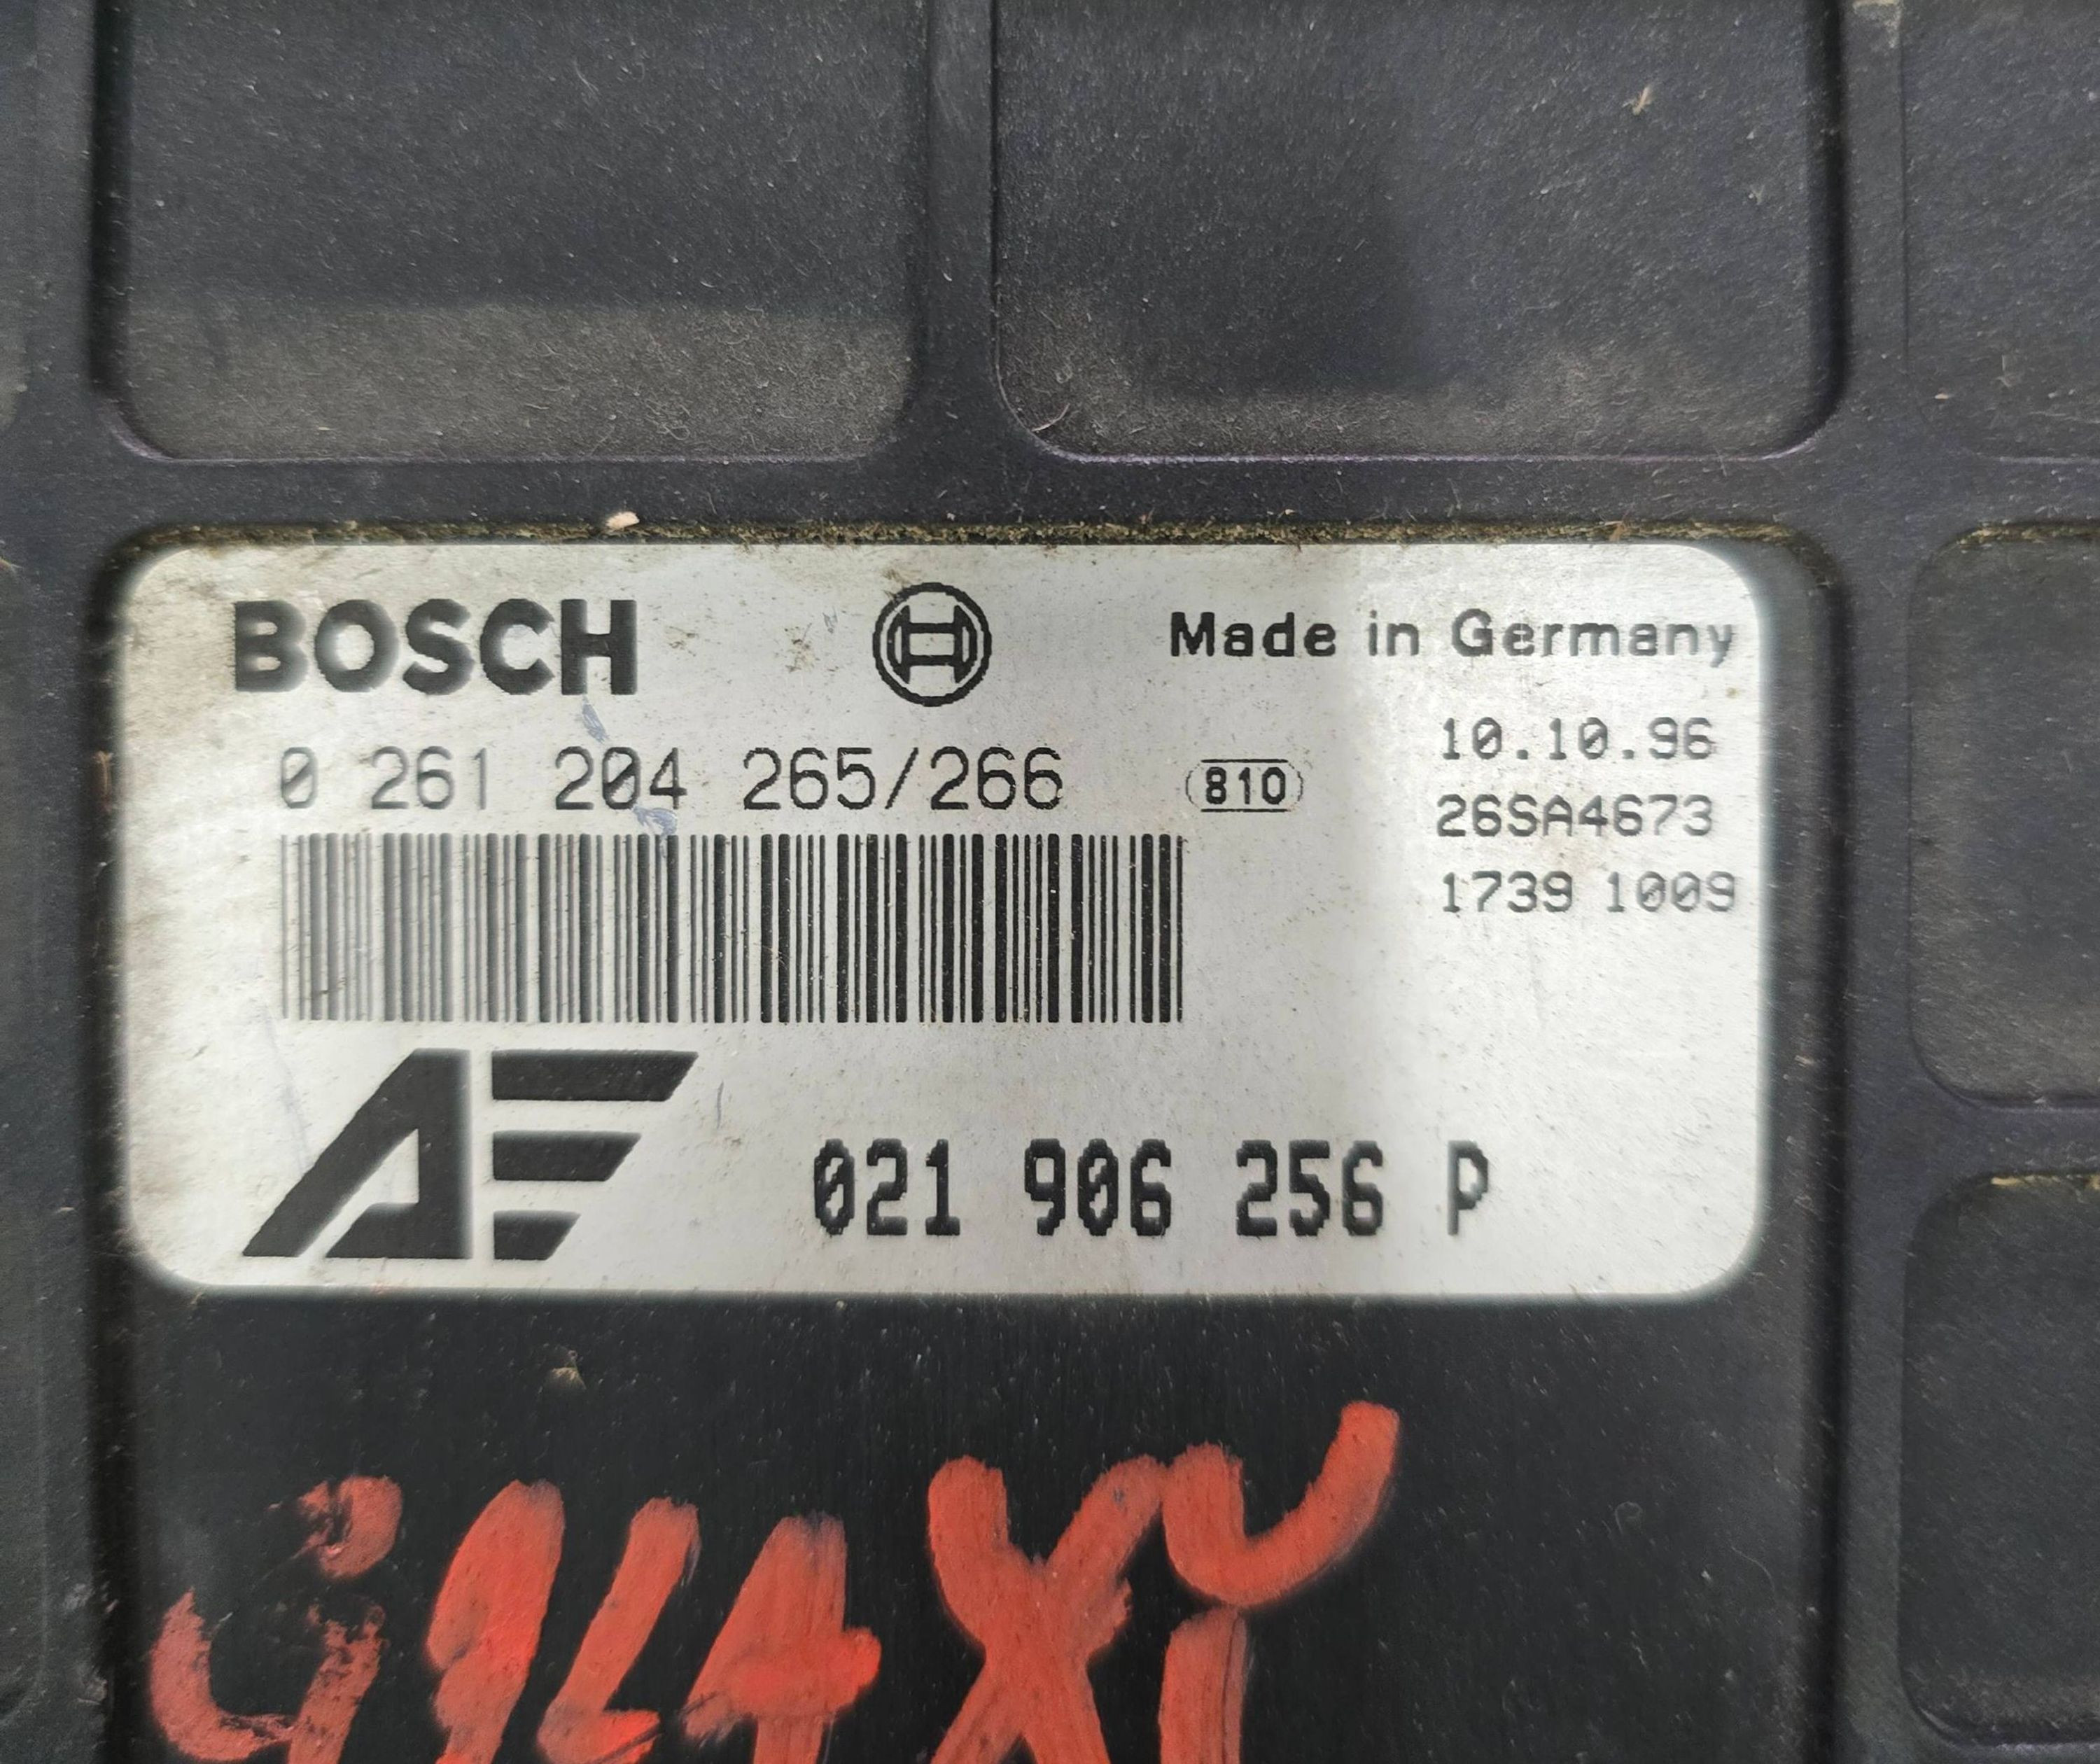 BOSCH Made in Germany
0 261 204 265/266 810 10.10.96
26SA4673
1739 1009
AE 021 906 256 P